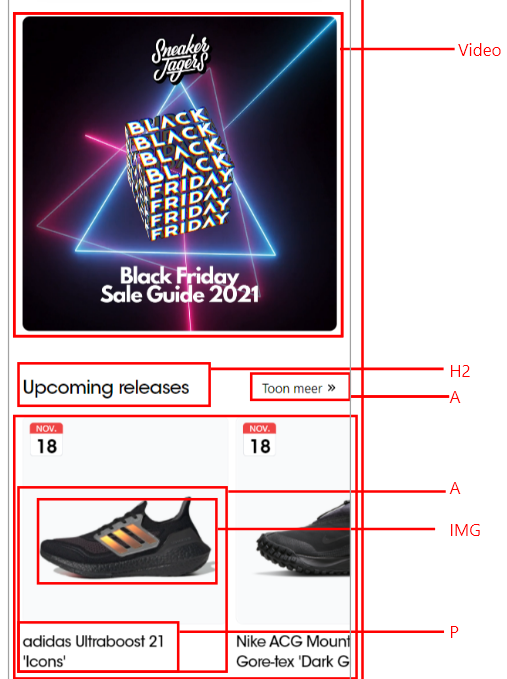 Sneaker
Jagers
BLACK
BLACK
BLACK
BLACK
FRIDAY
FRIDAY
FRIDAY
FRIDAY
Black Friday
Sale Guide 2021
Video
H2
Upcoming releases
Toon meer »
A
NOV.
18
NOV.
18
A
IMG
P
adidas Ultraboost 21
'Icons'
Nike ACG Mount
Gore-tex 'Dark G